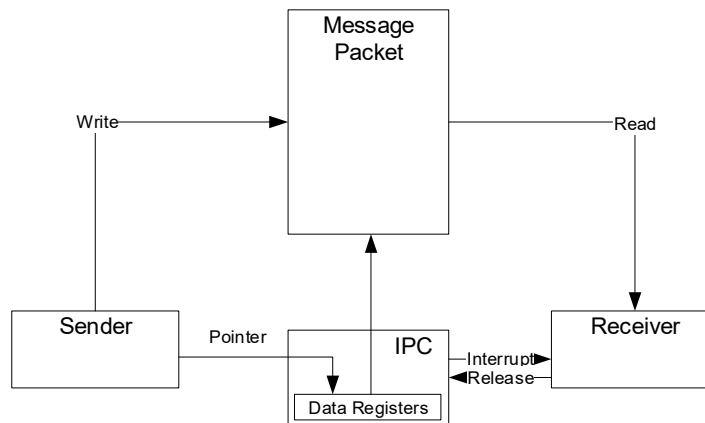 Message
Packet
Write
Read
Sender
Pointer
IPC
Interrupt
Release
Receiver
Data Registers